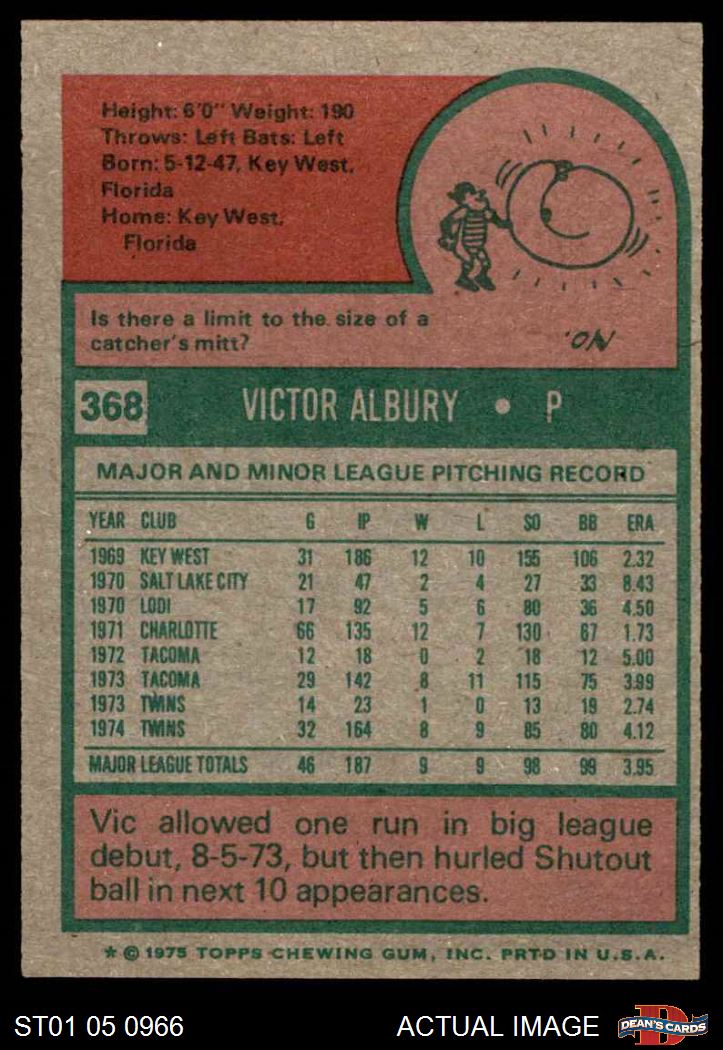 Height: 6'0" Weight: 190
Throws: Left Bats: Left
Born: 5-12-47, Key West,
Florida
Home: Key West,
Florida
Is there a limit to the size of a
catcher's mitt?
NO.
368 VICTOR ALBURY • P
MAJOR AND MINOR LEAGUE PITCHING RECORD
YEAR CLUB G IP W L SO BB ERA
1969 KEY WEST 31 186 12 10 155 106 2.32
1970 SALT LAKE CITY 21 47 2 4 27 33 8.43
1970 LODI 17 92 5 6 80 36 4.50
1971 CHARLOTTE 66 135 12 7 130 67 1.73
1972 TACOMA 12 18 0 2 18 12 5.00
1973 TACOMA 29 142 8 11 115 75 3.99
1973 TWINS 14 23 1 0 13 19 2.74
1974 TWINS 32 164 8 9 85 80 4.12
MAJOR LEAGUE TOTALS 46 187 9 9 98 99 3.95
Vic allowed one run in big league
debut, 8-5-73, but then hurled Shutout
ball in next 10 appearances.
* © 1975 TOPPS CHEWING GUM, INC. PRTD IN U.S.A.
ST01 05 0966 ACTUAL IMAGE D DEAN'S CARDS